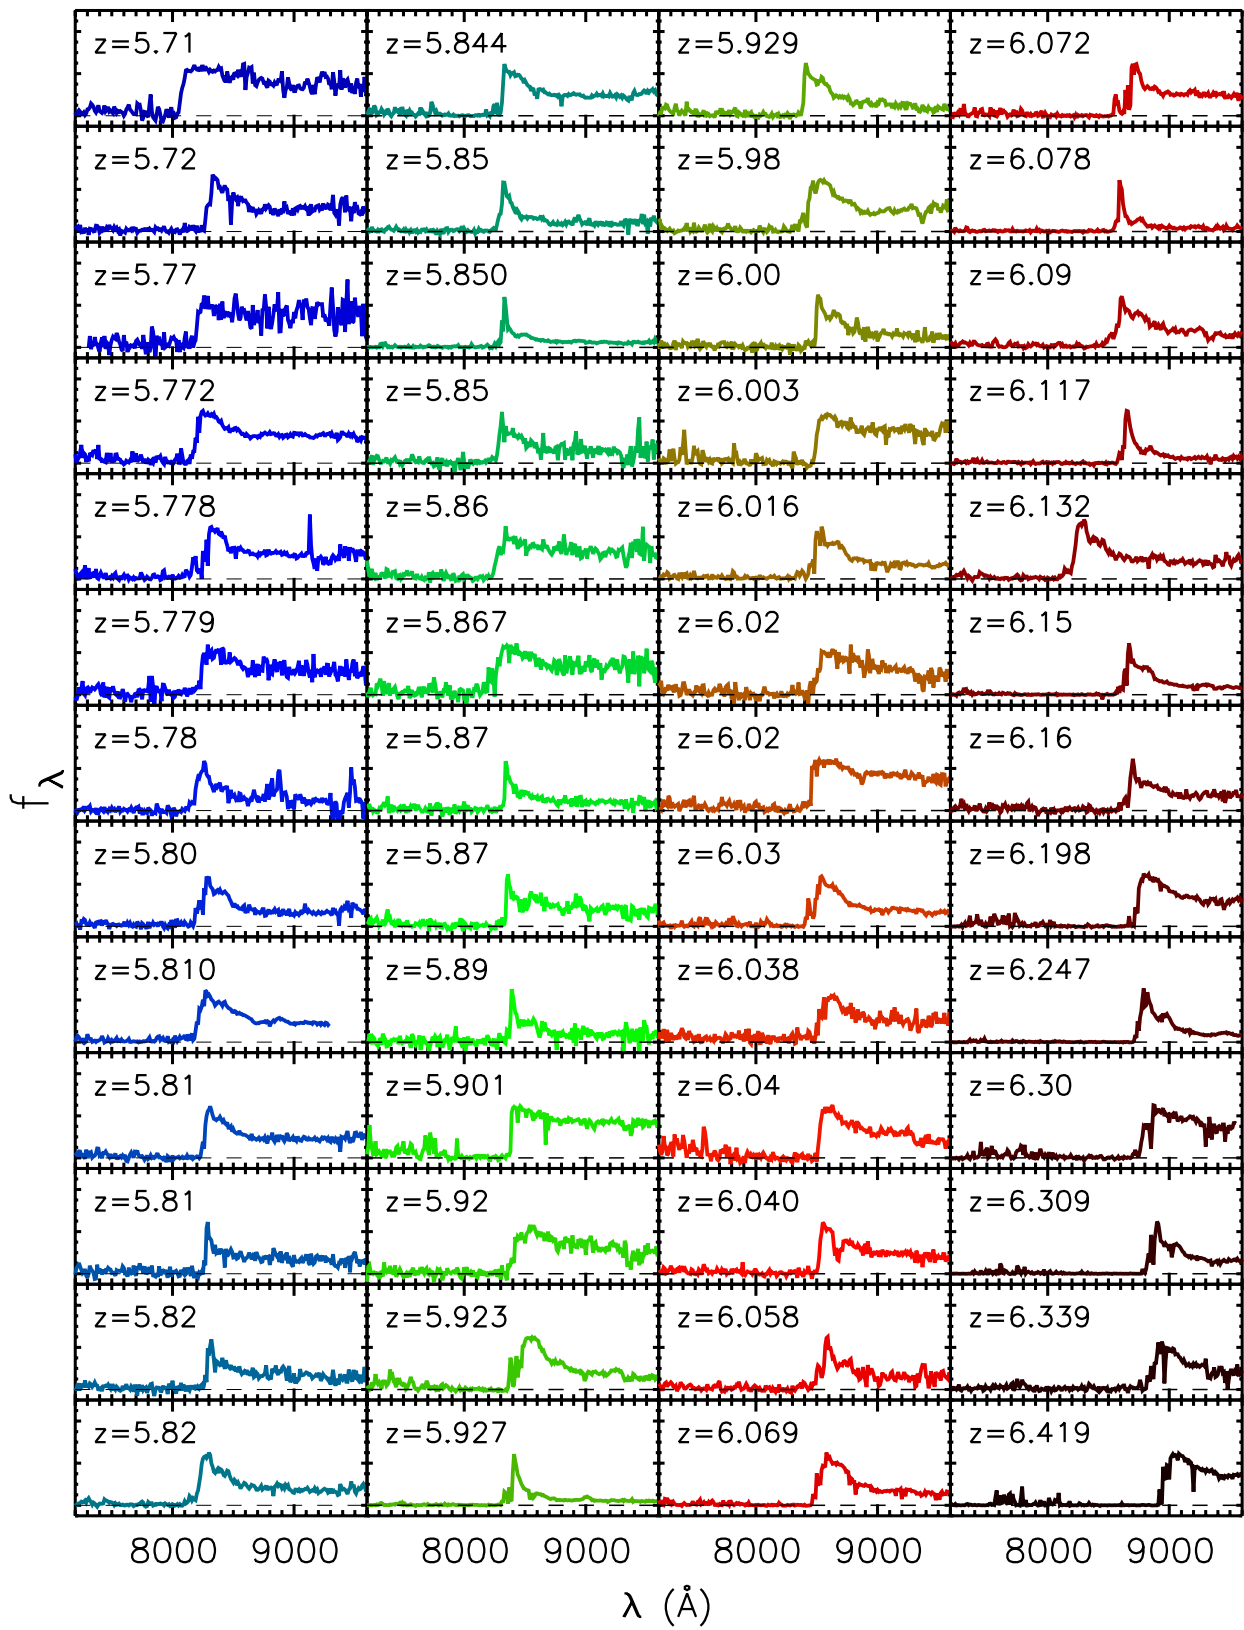 z=5.71 z=5.844 z=5.929 z=6.072
z=5.72 z=5.85 z=5.98 z=6.078
z=5.77 z=5.850 z=6.00 z=6.09
z=5.772 z=5.85 z=6.003 z=6.117
z=5.778 z=5.86 z=6.016 z=6.132
z=5.779 z=5.867 z=6.02 z=6.15
z=5.78 z=5.87 z=6.02 z=6.16
fλ
z=5.80 z=5.87 z=6.03 z=6.198
z=5.810 z=5.89 z=6.038 z=6.247
z=5.81 z=5.901 z=6.04 z=6.30
z=5.81 z=5.92 z=6.040 z=6.309
z=5.82 z=5.923 z=6.058 z=6.339
z=5.82 z=5.927 z=6.069 z=6.419
8000 9000 8000 9000 8000 9000 8000 9000
λ (Å)